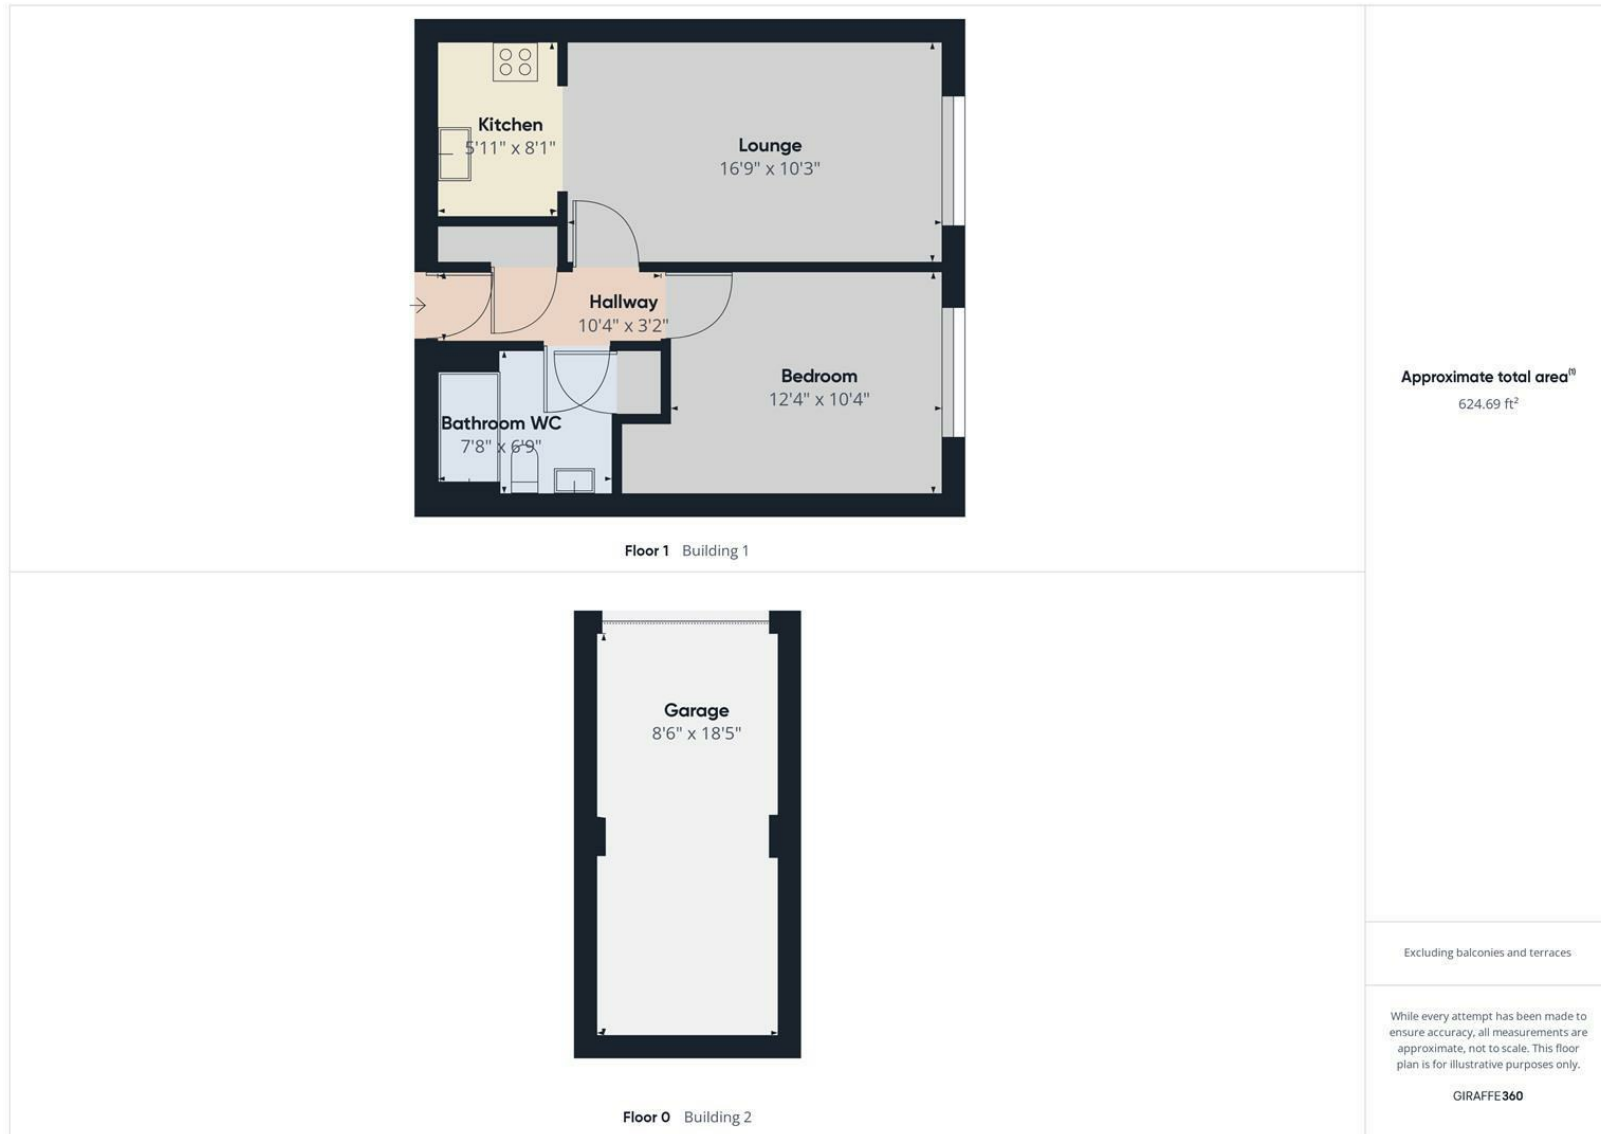 Kitchen
5'11" x 8'1"
Lounge
16'9" x 10'3"
Hallway
10'4" x 3'2"
Bedroom
12'4" x 10'4"
Bathroom WC
7'8" x 6'9"
Floor 1 Building 1
Garage
8'6" x 18'5"
Floor 0 Building 2
Approximate total area(1)
624.69 ft²
Excluding balconies and terraces
While every attempt has been made to
ensure accuracy, all measurements are
approximate, not to scale. This floor
plan is for illustrative purposes only.
GIRAFFE360